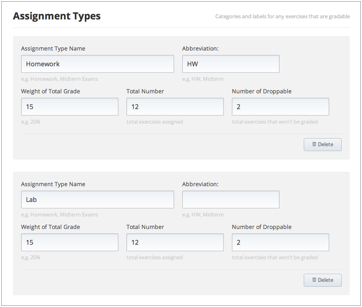 Assignment Types
Categories and labels for any exercises that are gradable
Assignment Type Name Abbreviation:
Homework HW
e.g. Homework, Midterm Exams e.g. HW, Midterm
Weight of Total Grade Total Number Number of Droppable
15 12 2
e.g. 25% total exercises assigned total exercises that won't be graded
Delete
Assignment Type Name Abbreviation:
Lab
e.g. Homework, Midterm Exams e.g. HW, Midterm
Weight of Total Grade Total Number Number of Droppable
15 12 2
e.g. 25% total exercises assigned total exercises that won't be graded
Delete